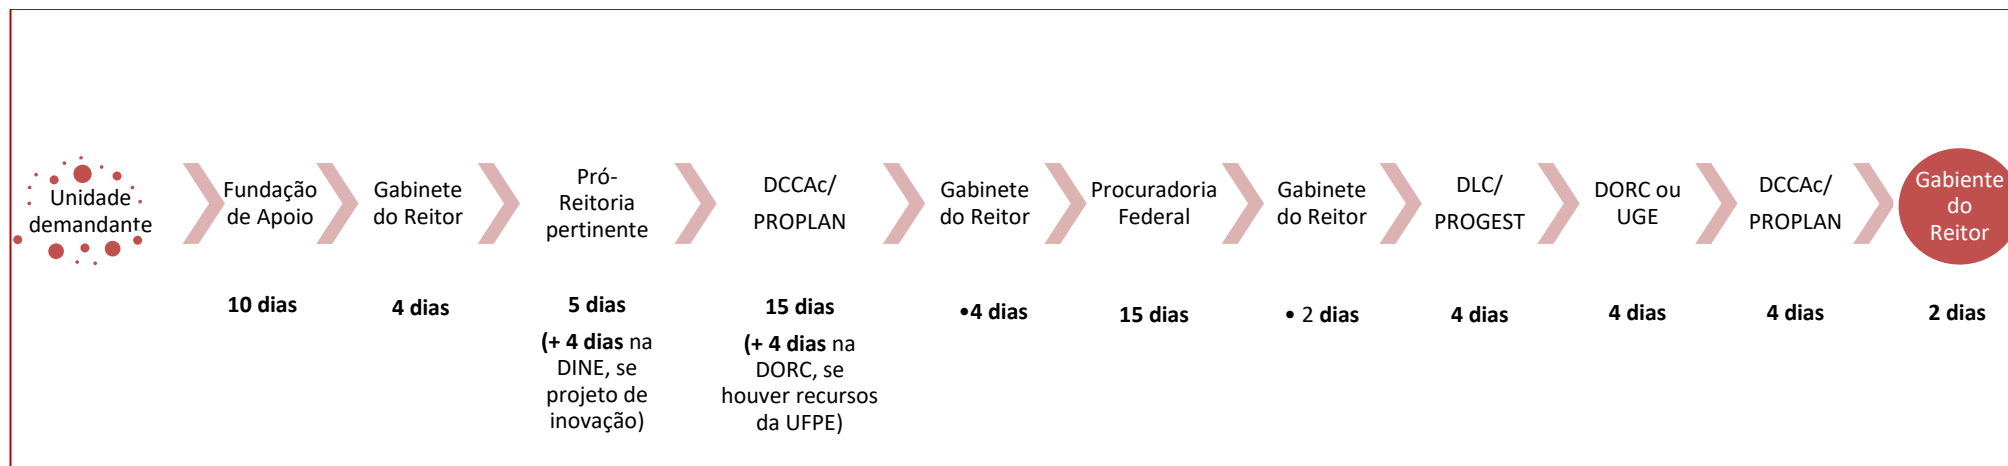 Unidade
demandante
Fundação
de Apoio
Gabinete
do Reitor
Pró-
Reitoria
pertinente
DCCAc/
PROPLAN
Gabinete
do Reitor
Procuradoria
Federal
Gabinete
do Reitor
DLC/
PROGEST
DORC ou
UGE
DCCAc/
PROPLAN
Gabiente
do
Reitor
10 dias
4 dias
5 dias
(+ 4 dias na
DINE, se
projeto de
inovação)
15 dias
(+ 4 dias na
DORC, se
houver recursos
da UFPE)
•4 dias
15 dias
• 2 dias
4 dias
4 dias
4 dias
2 dias